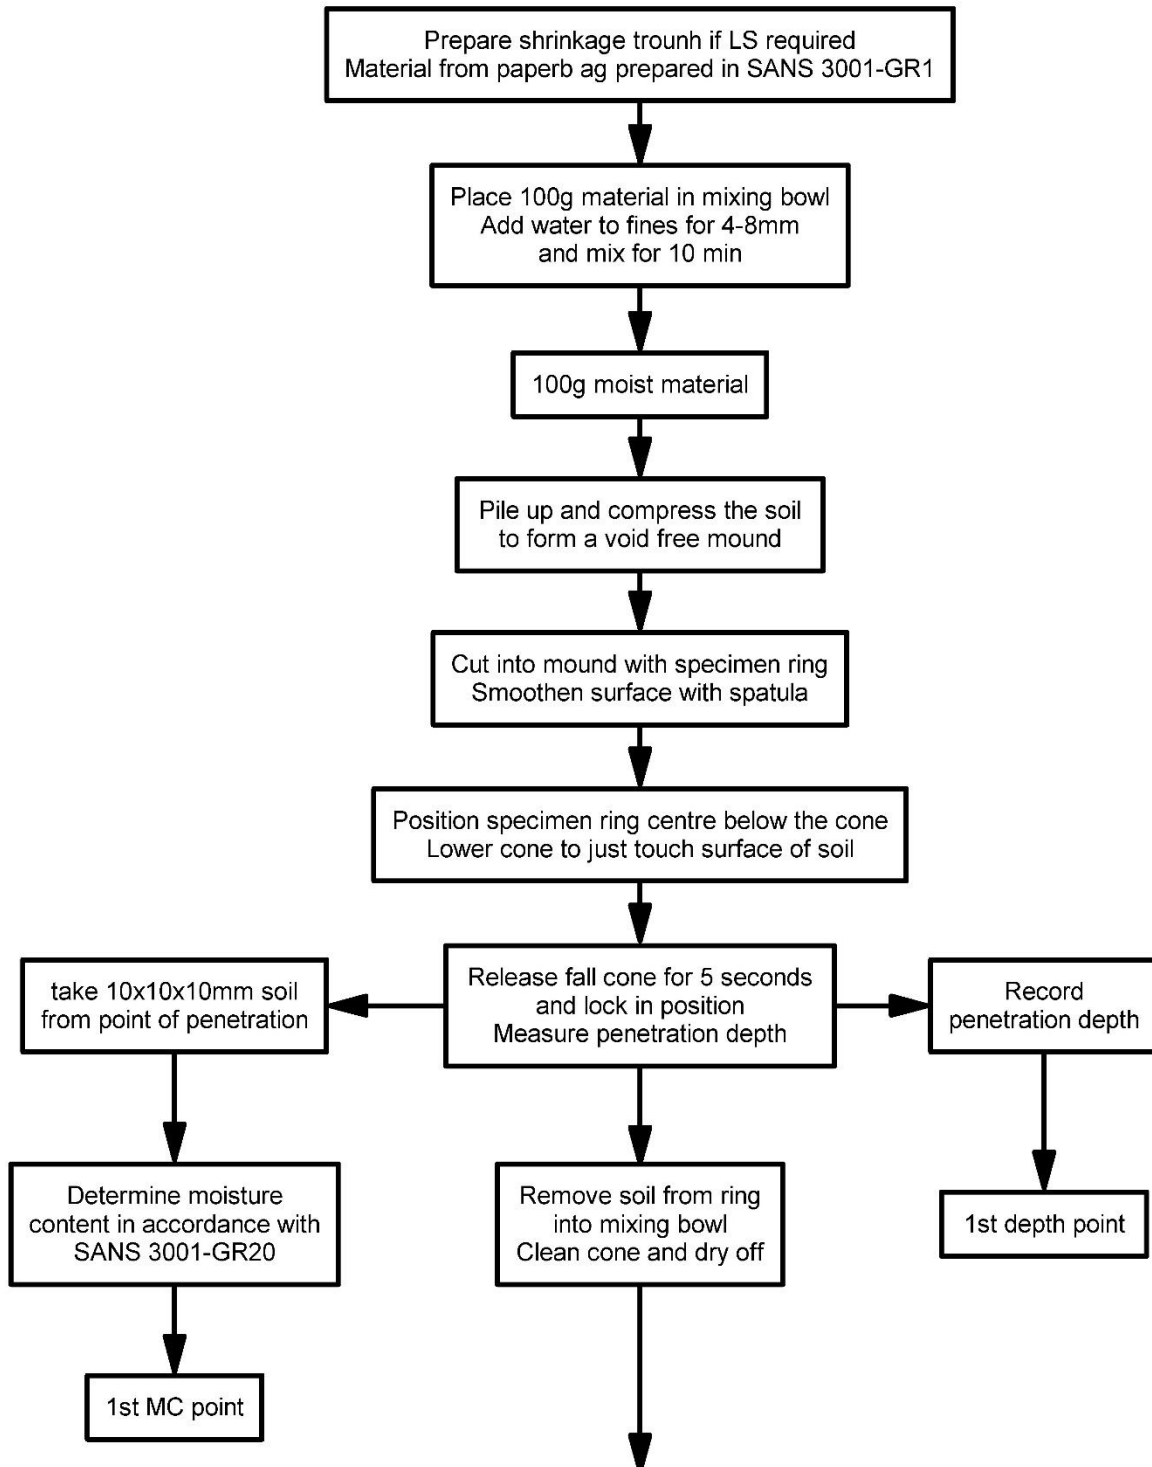 Prepare shrinkage trounh if LS required
Material from paperb ag prepared in SANS 3001-GR1
Place 100g material in mixing bowl
Add water to fines for 4-8mm
and mix for 10 min
100g moist material
Pile up and compress the soil
to form a void free mound
Cut into mound with specimen ring
Smoothen surface with spatula
Position specimen ring centre below the cone
Lower cone to just touch surface of soil
take 10x10x10mm soil
from point of penetration
Release fall cone for 5 seconds
and lock in position
Measure penetration depth
Record
penetration depth
Determine moisture
content in accordance with
SANS 3001-GR20
Remove soil from ring
into mixing bowl
Clean cone and dry off
1st depth point
1st MC point